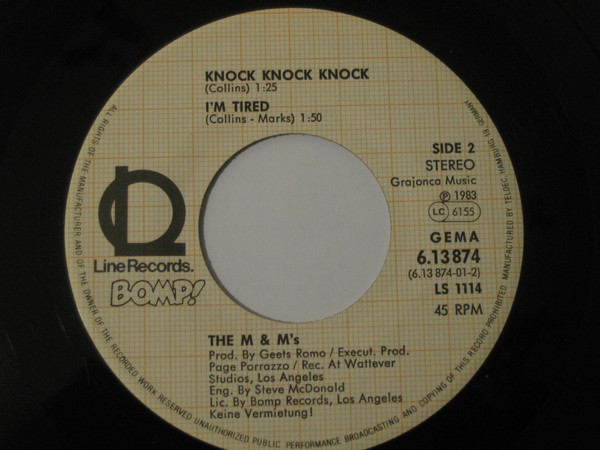 KNOCK KNOCK KNOCK
(Collins) 1:25
I'M TIRED
(Collins - Marks) 1:50
SIDE 2
STEREO
Grajonca Music
Ⓟ 1983
LC 6155
GEMA
6.13874
(6.13 874-01-2)
LS 1114
45 RPM
LineRecords.
BOMP!
THE M & M's
Prod. By Geets Romo / Execut. Prod.
Page Porrazzo / Rec. At Wattever
Studios, Los Angeles
Eng. By Steve McDonald
Lic. By Bomp Records, Los Angeles
Keine Vermietung!
ALL RIGHTS OF THE MANUFACTURER AND OF THE OWNER OF THE RECORDED WORK RESERVED UNAUTHORIZED PUBLIC PERFORMANCE BROADCASTING AND COPYING OF THIS RECORD PROHIBITED MANUFACTURED BY TELDEC, HAMBURG 19 GERMANY